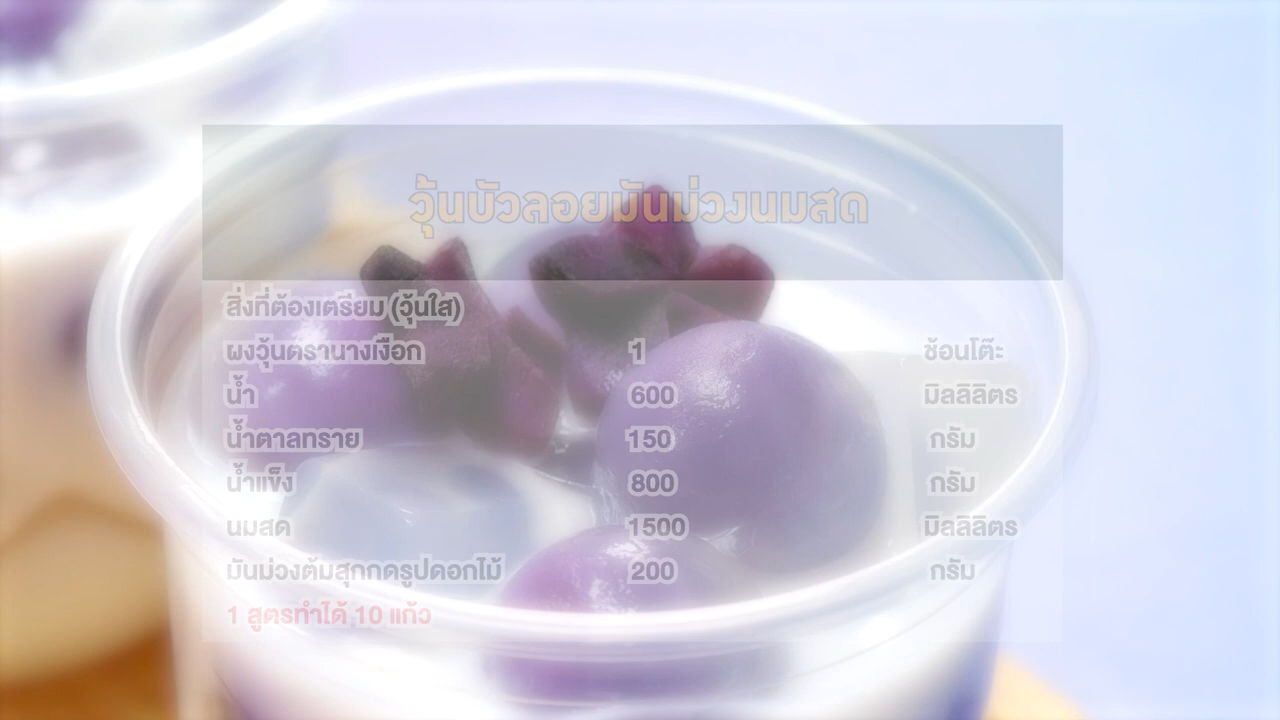 วุ้นบัวลอยมันม่วงนมสด
สิ่งที่ต้องเตรียม (วุ้นใส)
ผงวุ้นตรานางเงือก 1 ช้อนโต๊ะ
น้ำ 600 มิลลิลิตร
น้ำตาลทราย 150 กรัม
น้ำแข็ง 800 กรัม
นมสด 1500 มิลลิลิตร
มันม่วงต้มสุกกดรูปดอกไม้ 200 กรัม
1 สูตรทำได้ 10 แก้ว